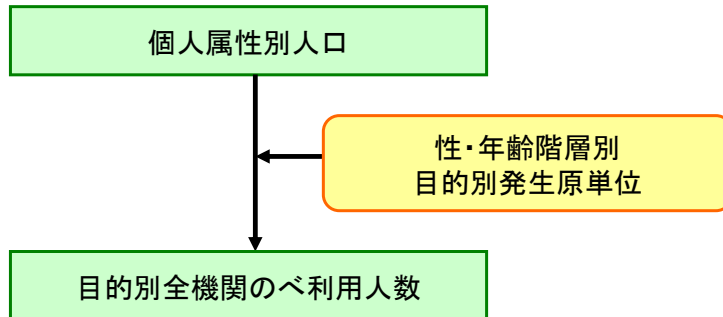 個人属性別人口
性・年齢階層別
目的別発生原単位
目的別全機関のべ利用人数